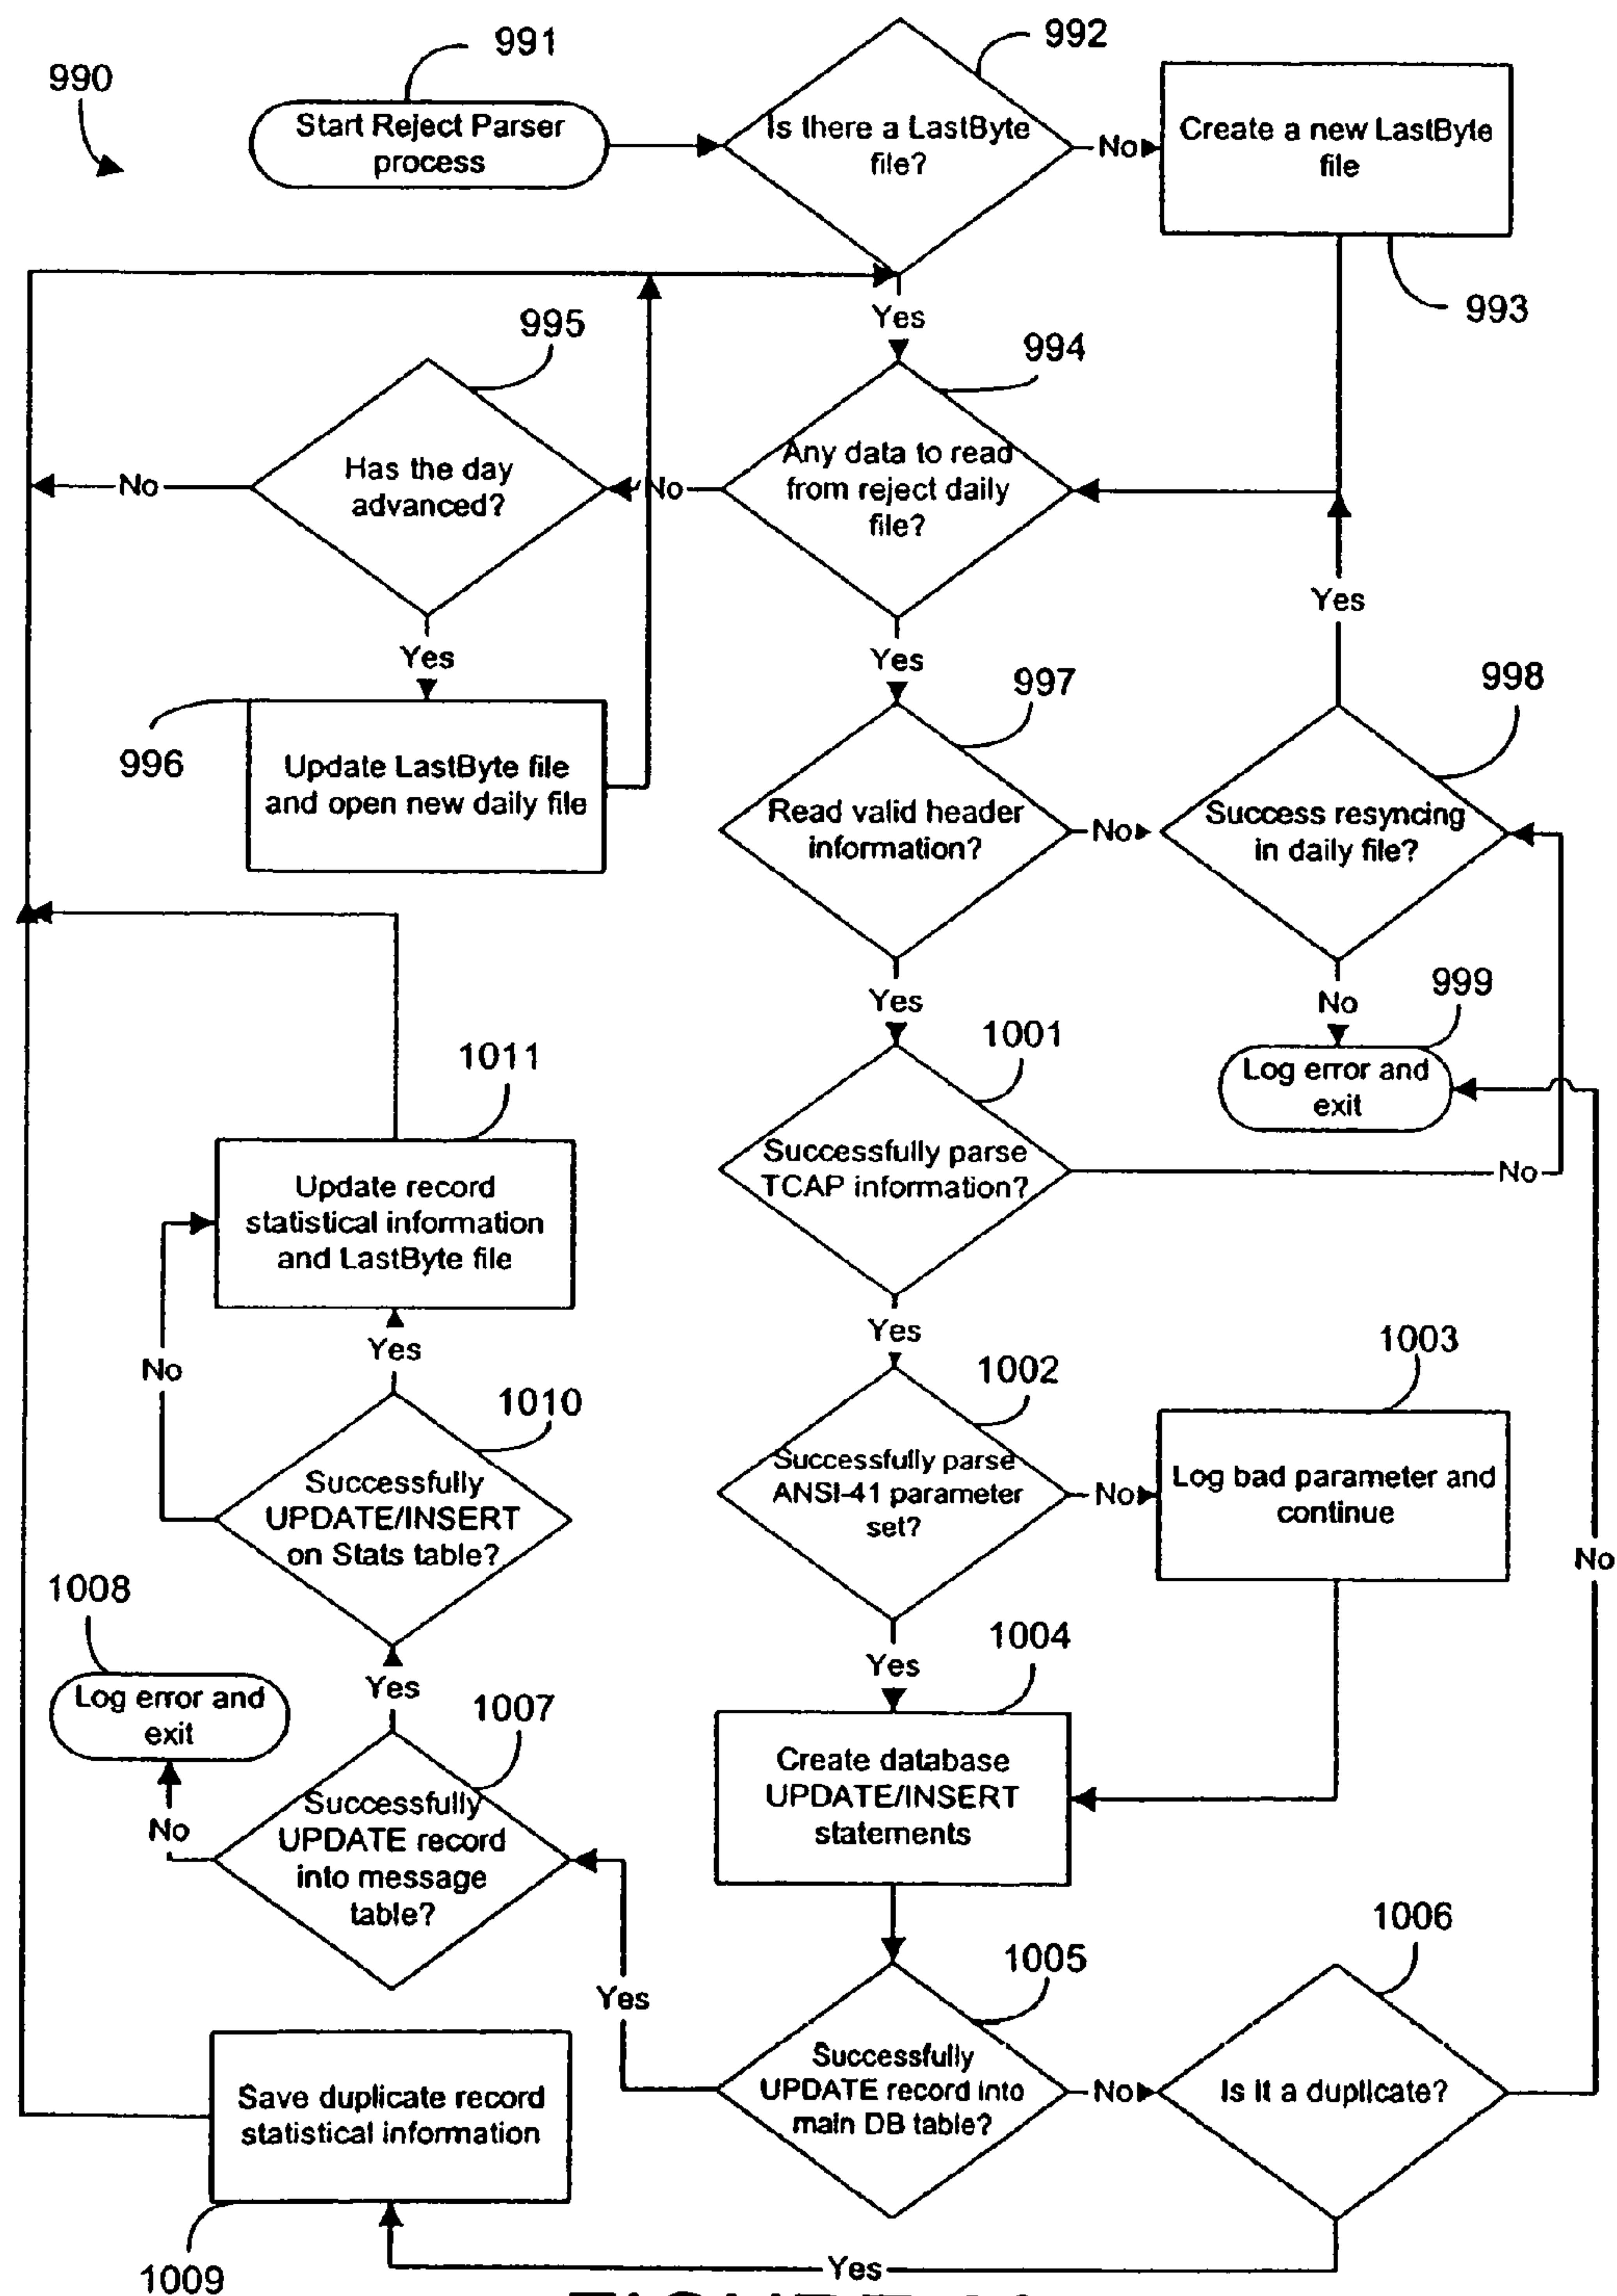 990
991
Start Reject Parser
process
992
Is there a LastByte
file?
No
Create a new LastByte
file
993
Yes
995
Has the day
advanced?
No
994
Any data to read
from reject daily
file?
No
Yes
996
Update LastByte file
and open new daily file
Yes
997
Read valid header
information?
No
Yes
998
Success resyncing
in daily file?
Yes
No
999
Log error and
exit
1001
Successfully parse
TCAP information?
No
Yes
1002
Successfully parse
ANSI-41 parameter
set?
No
1003
Log bad parameter and
continue
Yes
1004
Create database
UPDATE/INSERT
statements
1005
Successfully
UPDATE record into
main DB table?
No
1006
Is it a duplicate?
No
Yes
1007
Successfully
UPDATE record
into message
table?
No
1008
Log error and
exit
Yes
1010
Successfully
UPDATE/INSERT
on Stats table?
No
Yes
1011
Update record
statistical information
and LastByte file
Save duplicate record
statistical information
1009
Yes